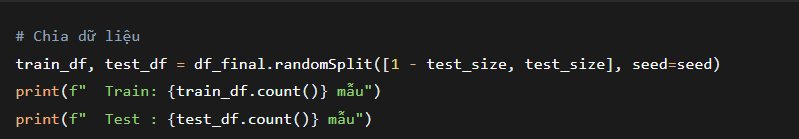 # Chia dữ liệu
train_df, test_df = df_final.randomSplit([1 - test_size, test_size], seed=seed)
print(f"  Train: {train_df.count()} mẫu")
print(f"  Test : {test_df.count()} mẫu")